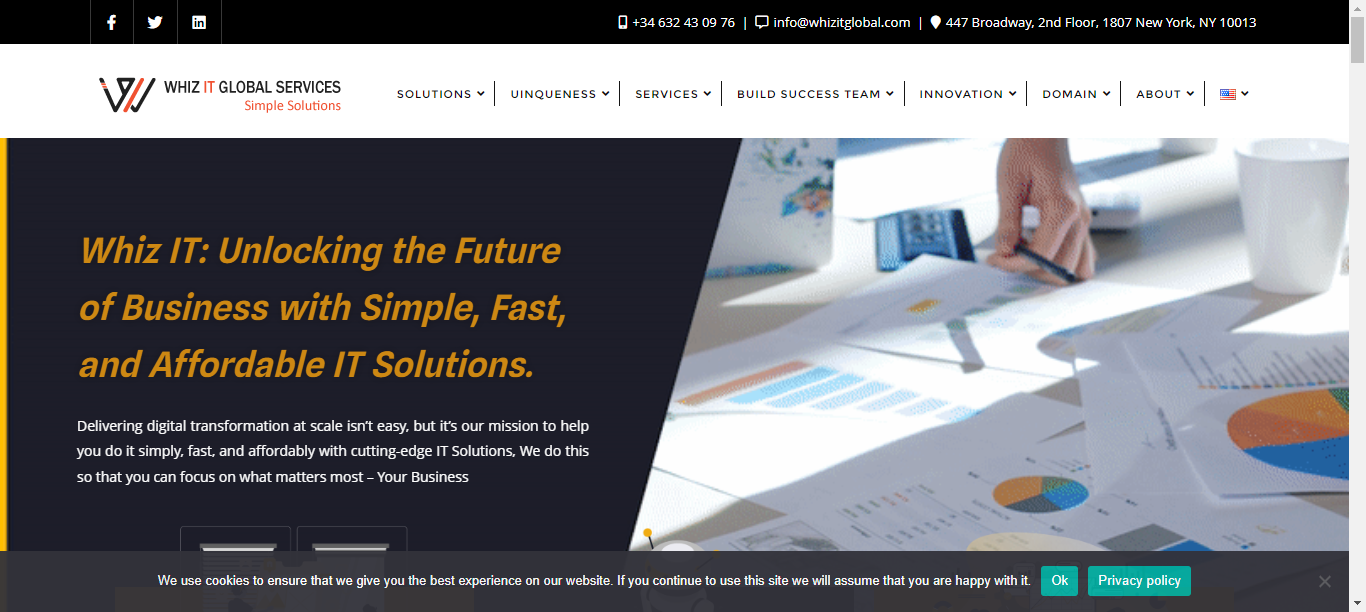 +34 632 43 09 76 | info@whizitglobal.com | 447 Broadway, 2nd Floor, 1807 New York, NY 10013
WHIZ IT GLOBAL SERVICES
Simple Solutions
SOLUTIONS
UINQUENESS
SERVICES
BUILD SUCCESS TEAM
INNOVATION
DOMAIN
ABOUT
Whiz IT: Unlocking the Future
of Business with Simple, Fast,
and Affordable IT Solutions.
Delivering digital transformation at scale isn't easy, but it's our mission to help
you do it simply, fast, and affordably with cutting-edge IT Solutions, We do this
so that you can focus on what matters most – Your Business
We use cookies to ensure that we give you the best experience on our website. If you continue to use this site we will assume that you are happy with it.
Ok
Privacy policy